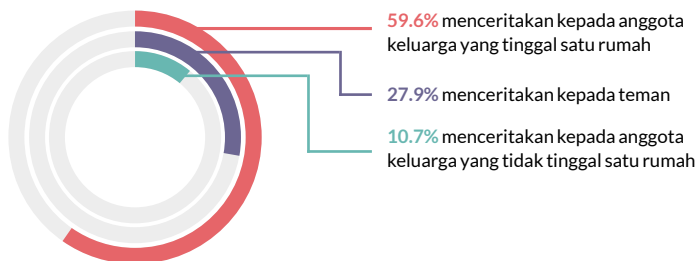 59.6% menceritakan kepada anggota
keluarga yang tinggal satu rumah
27.9% menceritakan kepada teman
10.7% menceritakan kepada anggota
keluarga yang tidak tinggal satu rumah